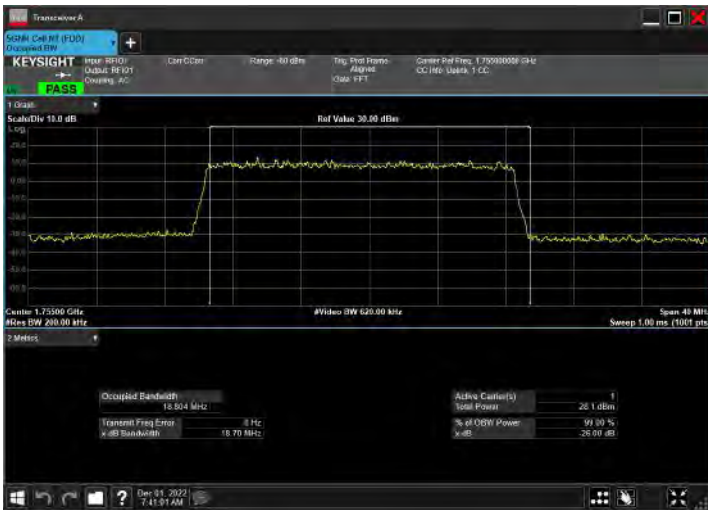 Transceiver A
5GNR Cell NT (FDD)
Occupied BW
KEYSIGHT
Input: RFIO1
Output: RFIO1
Coupling: AC
Corr CCorr
Range: -60 dBm
Trig: Prot Frame
Aligned
Gate: FFT
Center Ref Freq: 1.755000000 GHz
CC Info: Uplink, 1 CC
PASS
1 Graph
Scale/Div 10.0 dB
Ref Value 30.00 dBm
Log
Center 1.75500 GHz
#Video BW 620.00 kHz
Span 40 MHz
#Res BW 200.00 kHz
Sweep 1.00 ms (1001 pts
2 Metrics
Occupied Bandwidth
18.804 MHz
Active Carrier(s)
1
Total Power
28.1 dBm
Transmit Freq Error
0 Hz
x dB Bandwidth
18.70 MHz
% of OBW Power
99.00 %
x dB
-26.00 dB
Dec 01, 2022
7:41:01 AM